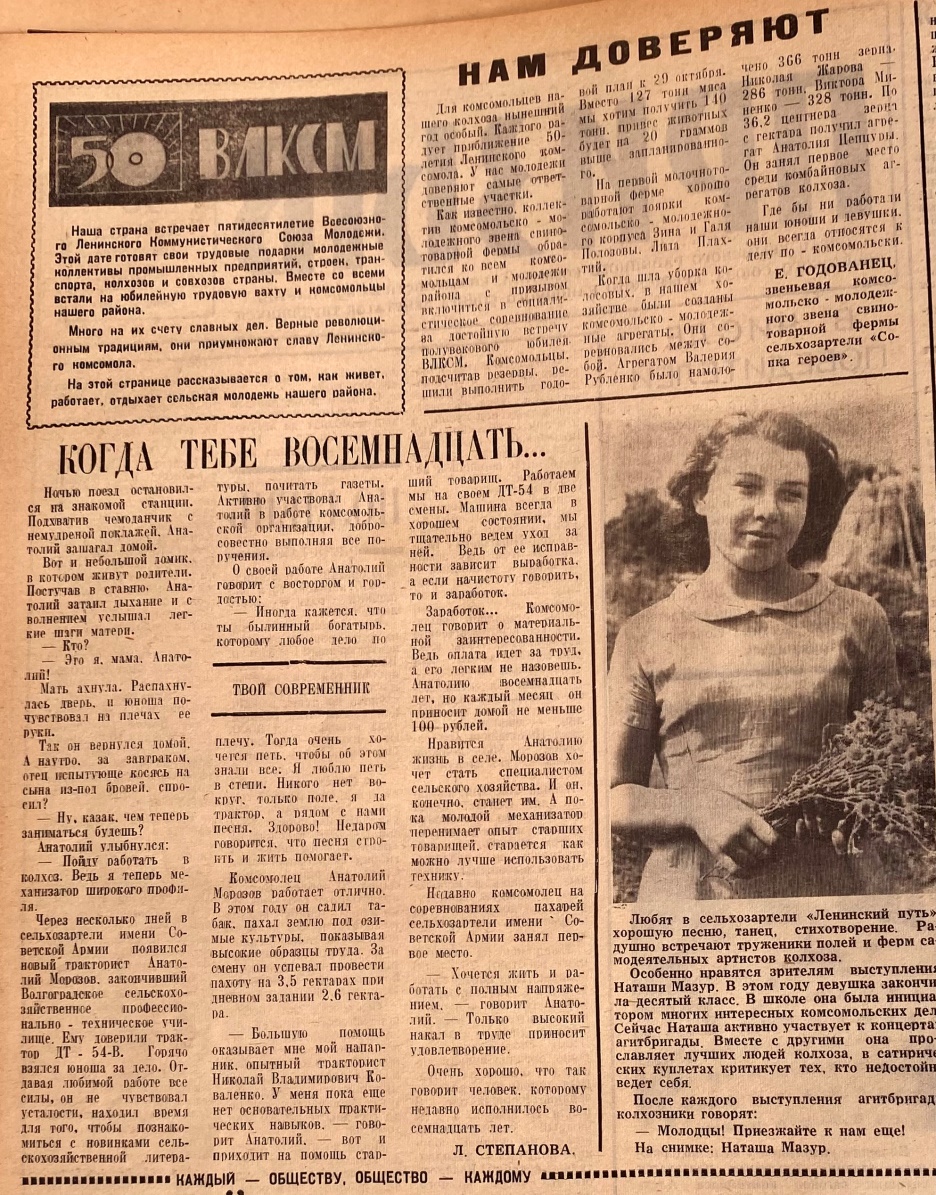 50 ВЛКСМ
Наша страна встречает пятидесятилетие Всесоюзно-
го Ленинского Коммунистического Союза Молодежи.
Этой дате готовят свои трудовые подарки молодежные
коллективы промышленных предприятий, строек, тран-
спорта, колхозов и совхозов страны. Вместе со всеми
встали на юбилейную трудовую вахту и комсомольцы
нашего района.
Много на их счету славных дел. Верные революци-
онным традициям, они приумножают славу Ленинско-
го комсомола.
На этой странице рассказывается о том, как живет,
работает, отдыхает сельская молодежь нашего района.
НАМ ДОВЕРЯЮТ
Для комсомольцев на-
шего колхоза нынешний
год особый. Каждого ра-
дует приближение 50-
летия Ленинского ком-
сомола. У нас молодежи
доверяют самые ответ-
ственные участки.
Как известно, коллек-
тив комсомольско - мо-
лодежного звена свино-
товарной фермы обра-
тился ко всем комсо-
мольцам и молодежи
района с призывом
включиться в социали-
стическое соревнование
за достойную встречу
полувекового юбилея
ВЛКСМ. Комсомольцы,
подсчитав резервы, ре-
шили выполнить годо-
вой план к 29 октября.
Вместо 127 тонн мяса
мы хотим получить 140
тонн, привес животных
будет на 20 граммов
выше запланированно-
го.
На первой молочното-
варной ферме хорошо
работают доярки ком-
сомольско - молодежно-
го корпуса Зина и Галя
Полозовы, Лида Плах-
тий.
Когда шла уборка ко-
лосовых, в нашем хо-
зяйстве были созданы
комсомольско - молодеж-
ные агрегаты. Они со-
ревновались между со-
бой. Агрегатом Валерия
Рубленко было намоло-
чено 366 тонн зерна,
Николая Жарова —
286 тонн, Виктора Ми-
ненко — 328 тонн. По
36,2 центнера зерна
с гектара получил агре-
гат Анатолия Цепцуры.
Он занял первое место
среди комбайновых аг-
регатов колхоза.
Где бы ни работали
наши юноши и девушки,
они всегда относятся к
делу по - комсомольски.
Е. ГОДОВАНЕЦ,
звеньевая комсо-
мольско - молодеж-
ного звена свино-
товарной фермы
сельхозартели «Со-
пка героев».
КОГДА ТЕБЕ ВОСЕМНАДЦАТЬ...
Ночью поезд остановил-
ся на знакомой станции.
Подхватив чемоданчик с
немудреной поклажей, Ана-
толий зашагал домой.
Вот и небольшой домик,
в котором живут родители.
Постучав в ставню, Ана-
толий затаил дыхание и с
волнением услышал лег-
кие шаги матери.
— Кто?
— Это я, мама, Анато-
лий!
Мать ахнула. Распахну-
лась дверь, и юноша по-
чувствовал на плечах ее
руки.
Так он вернулся домой.
А наутро, за завтраком,
отец испытующе косясь на
сына из-под бровей, спро-
сил?
— Ну, казак, чем теперь
заниматься будешь?
Анатолий улыбнулся:
— Пойду работать в
колхоз. Ведь я теперь ме-
ханизатор широкого профи-
ля.
Через несколько дней в
сельхозартели имени Со-
ветской Армии появился
новый тракторист Анато-
лий Морозов, закончивший
Волгоградское сельскохо-
зяйственное профессио-
нально - техническое учи-
лище. Ему доверили трак-
тор ДТ - 54-В. Горячо
взялся юноша за дело. От-
давая любимой работе все
силы, он не чувствовал
усталости, находил время
для того, чтобы познако-
миться с новинками сель-
скохозяйственной литера-
туры, почитать газеты.
Активно участвовал Ана-
толий в работе комсомоль-
ской организации, добро-
совестно выполняя все по-
ручения.
О своей работе Анатолий
говорит с восторгом и гор-
достью:
— Иногда кажется, что
ты былинный богатырь,
которому любое дело по
ТВОЙ СОВРЕМЕННИК
плечу. Тогда очень хо-
чется петь, чтобы об этом
знали все: Я люблю петь
в степи. Никого нет во-
круг, только поле, я да
трактор, а рядом с нами
песня. Здорово! Недаром
говорится, что песня стро-
ить и жить помогает.
Комсомолец Анатолий
Морозов работает отлично.
В этом году он садил та-
бак, пахал землю под ози-
мые культуры, показывая
высокие образцы труда. За
смену он успевал провести
пахоту на 3,5 гектарах при
дневном задании 2,6 гекта-
ра.
— Большую помощь
оказывает мне мой напар-
ник, опытный тракторист
Николай Владимирович Ко-
валенко. У меня пока еще
нет основательных практи-
ческих навыков. — гово-
рит Анатолий, — вот и
приходит на помощь стар-
ший товарищ. Работаем
мы на своем ДТ-54 в две
смены. Машина всегда в
хорошем состоянии, мы
тщательно ведем уход за
ней. Ведь от ее исправ-
ности зависит выработка,
а если начистоту говорить,
то и заработок.
Заработок... Комсомо-
лец говорит о материаль-
ной заинтересованности.
Ведь оплата идет за труд,
а его легким не назовешь.
Анатолию восемнадцать
лет, но каждый месяц он
приносит домой не меньше
100 рублей.
Нравится Анатолию
жизнь в селе. Морозов хо-
чет стать специалистом
сельского хозяйства. И он,
конечно, станет им. А по-
ка молодой механизатор
перенимает опыт старших
товарищей, старается как
можно лучше использовать
технику.
Недавно комсомолец на
соревнованиях пахарей
сельхозартели имени Со-
ветской Армии занял пер-
вое место.
— Хочется жить и ра-
ботать с полным напряже-
нием, — говорит Анато-
лий. — Только высокий
накал в труде приносит
удовлетворение.
Очень хорошо, что так
говорит человек, которому
недавно исполнилось во-
семнадцать лет.
Л. СТЕПАНОВА.
Любят в сельхозартели «Ленинский путь»
хорошую песню, танец, стихотворение. Ра-
душно встречают труженики полей и ферм са-
модеятельных артистов колхоза.
Особенно нравятся зрителям выступления
Наташи Мазур. В этом году девушка закончи-
ла десятый класс. В школе она была инициа-
тором многих интересных комсомольских дел
Сейчас Наташа активно участвует в концерта
агитбригады. Вместе с другими она про-
славляет лучших людей колхоза, в сатириче-
ских куплетах критикует тех, кто недостойн
ведет себя.
После каждого выступления агитбригад
колхозники говорят:
— Молодцы! Приезжайте к нам еще!
На снимке: Наташа Мазур.
КАЖДЫЙ — ОБЩЕСТВУ, ОБЩЕСТВО — КАЖДОМУ